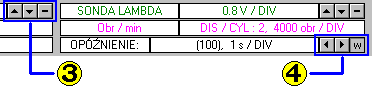 SONDA LAMBDA 0.8 V / DIV
Obr / min DIS / CYL : 2, 4000 obr / DIV
OPÓŹNIENIE: (100), 1 s / DIV W
3 4